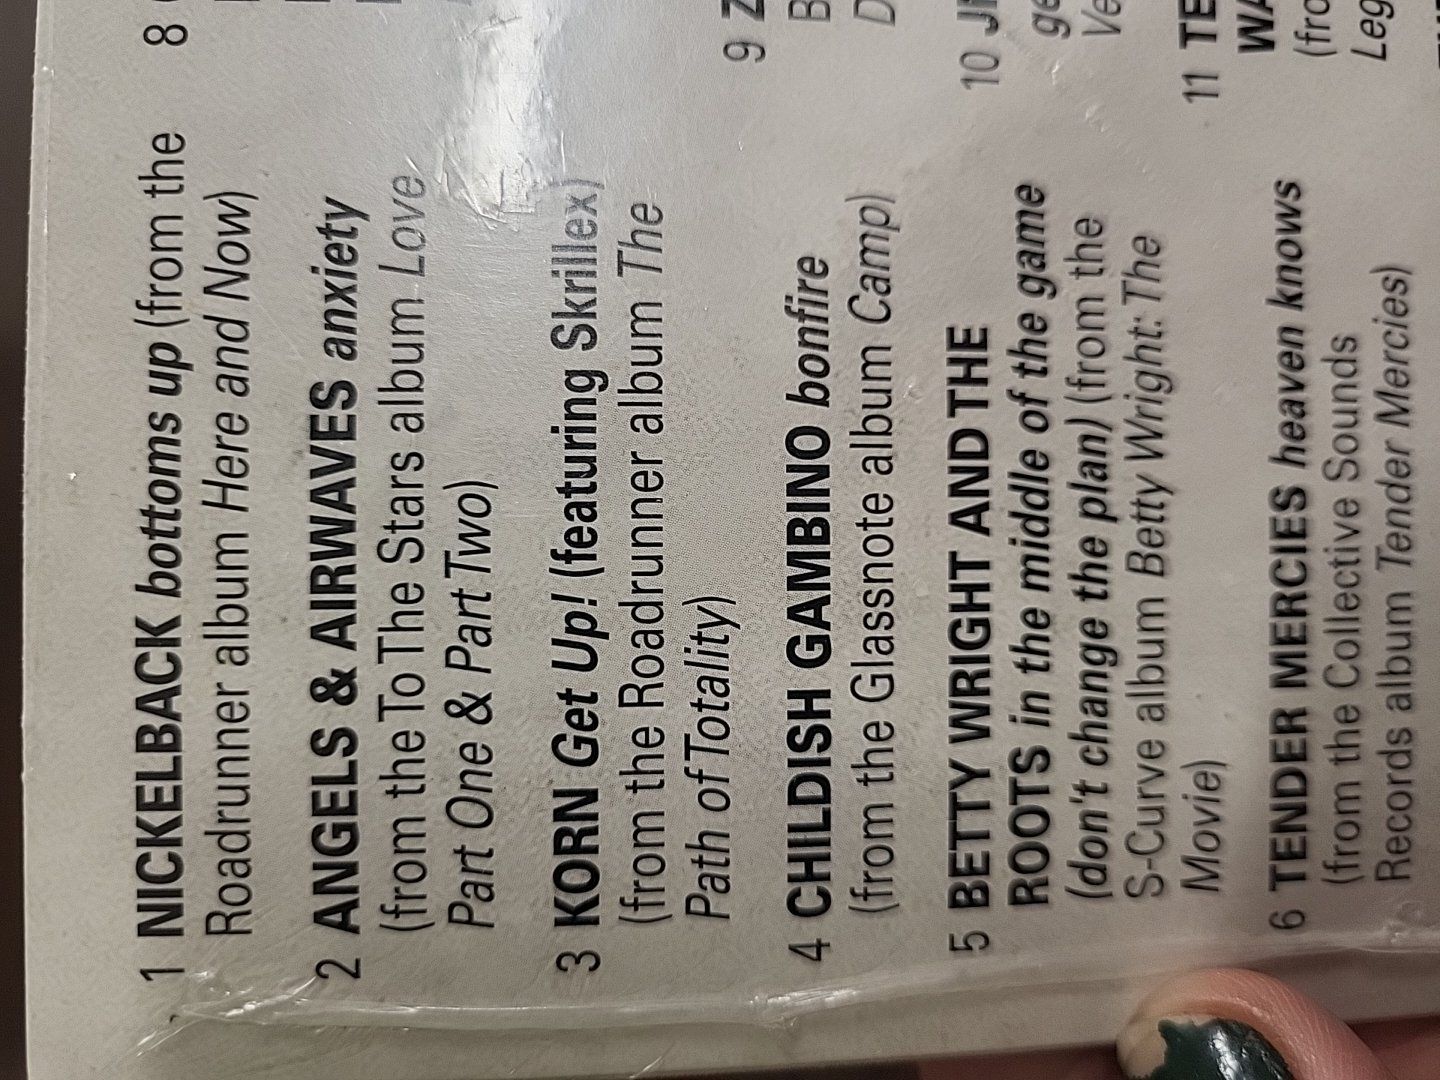 1 NICKELBACK bottoms up (from the
Roadrunner album Here and Now)
2 ANGELS & AIRWAVES anxiety
(from the To The Stars album Love
Part One & Part Two)
3 KORN Get Up! (featuring Skrillex)
(from the Roadrunner album The
Path of Totality)
4 CHILDISH GAMBINO bonfire
(from the Glassnote album Camp)
5 BETTY WRIGHT AND THE
ROOTS in the middle of the game
(don't change the plan) (from the
S-Curve album Betty Wright: The
Movie)
6 TENDER MERCIES heaven knows
(from the Collective Sounds
Records album Tender Mercies)
8
9
10
11